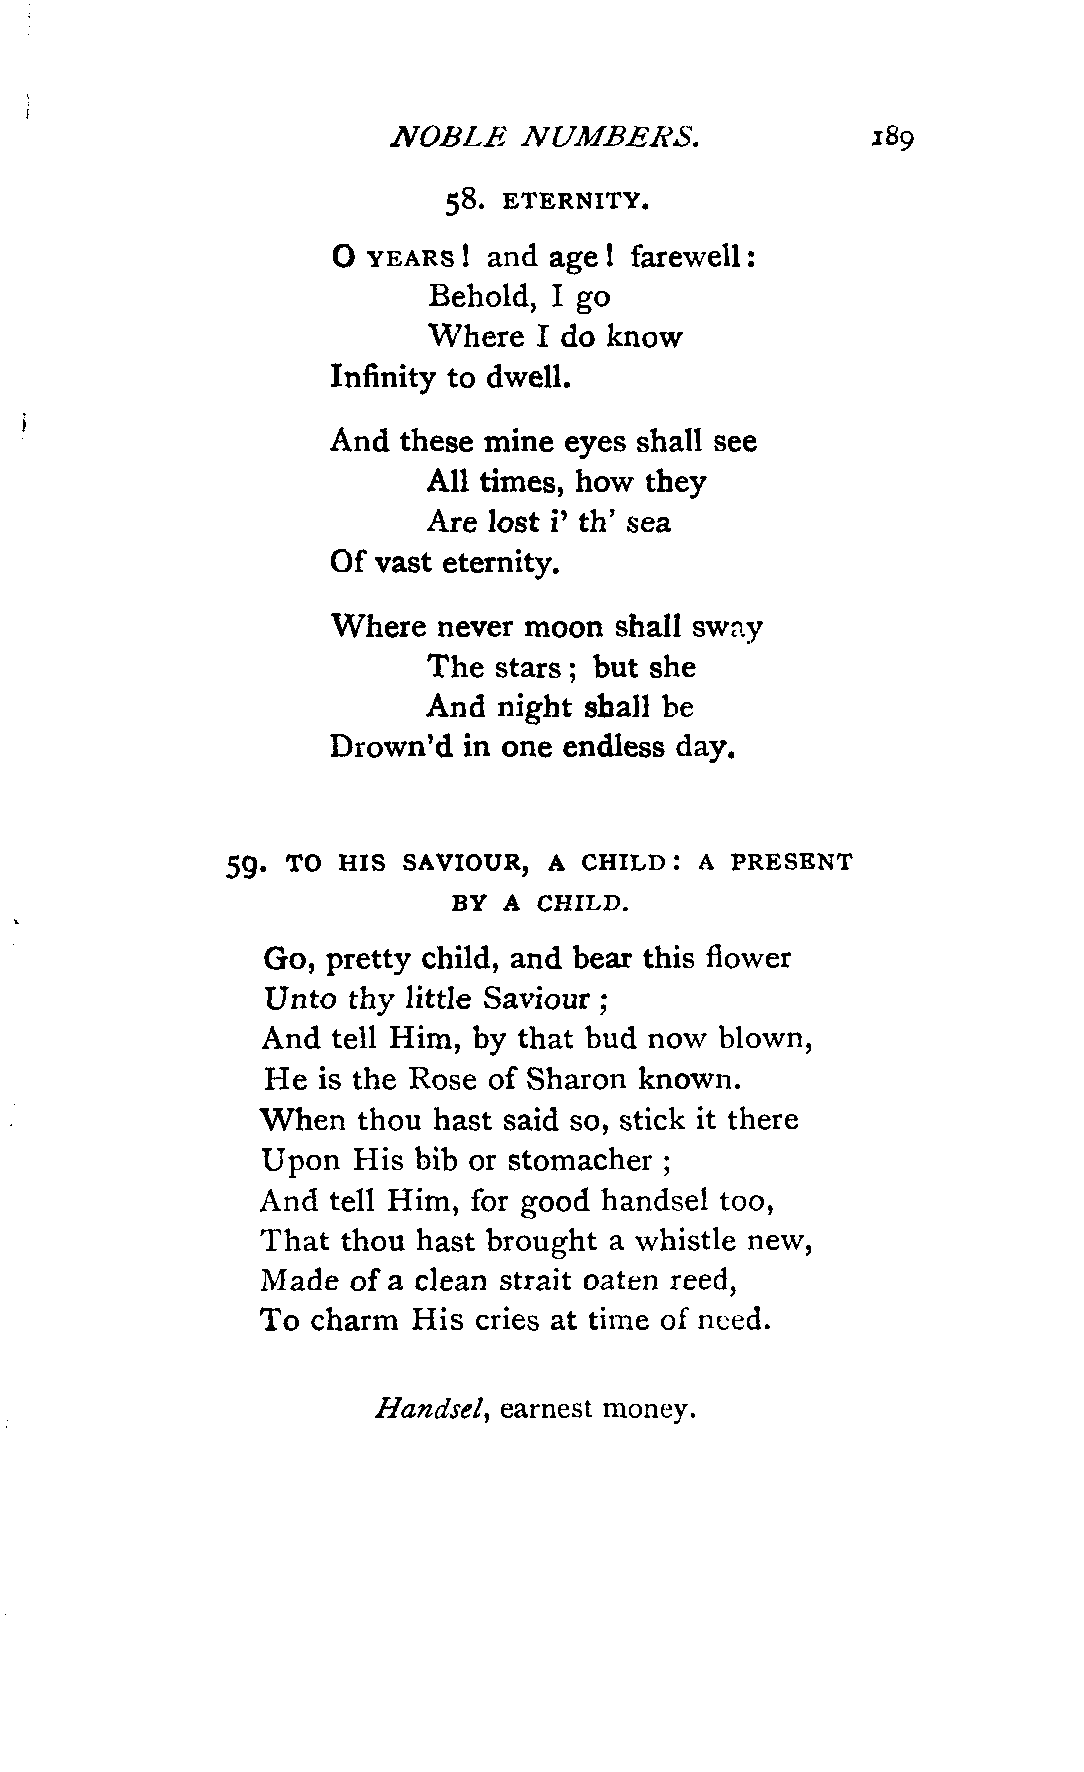 NOBLE NUMBERS. 189
58. ETERNITY.
O YEARS! and age! farewell:
Behold, I go
Where I do know
Infinity to dwell.
And these mine eyes shall see
All times, how they
Are lost i' th' sea
Of vast eternity.
Where never moon shall sway
The stars; but she
And night shall be
Drown'd in one endless day.
59. TO HIS SAVIOUR, A CHILD: A PRESENT
BY A CHILD.
Go, pretty child, and bear this flower
Unto thy little Saviour;
And tell Him, by that bud now blown,
He is the Rose of Sharon known.
When thou hast said so, stick it there
Upon His bib or stomacher;
And tell Him, for good handsel too,
That thou hast brought a whistle new,
Made of a clean strait oaten reed,
To charm His cries at time of need.
Handsel, earnest money.